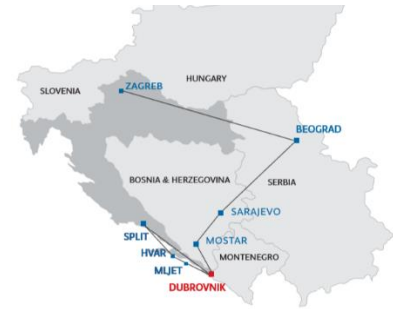 HUNGARY
ZAGREB
SLOVENIA
BEOGRAD
BOSNIA & HERZEGOVINA
SERBIA
SARAJEVO
SPLIT
MOSTAR
HVAR
MONTENEGRO
MLJET
DUBROVNIK